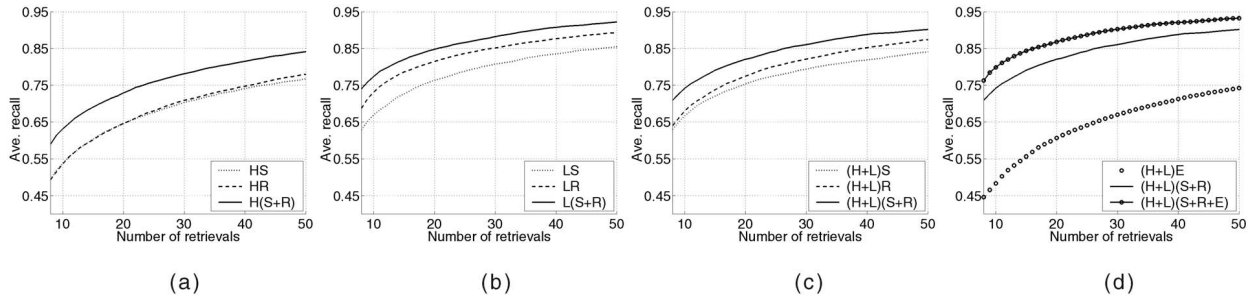 0.95
0.85
0.75
0.65
0.55
0.45
Ave. recall
HS
HR
H(S+R)
10 20 30 40 50
Number of retrievals
(a)
0.95
0.85
0.75
0.65
0.55
0.45
Ave. recall
LS
LR
L(S+R)
10 20 30 40 50
Number of retrievals
(b)
0.95
0.85
0.75
0.65
0.55
0.45
Ave. recall
(H+L)S
(H+L)R
(H+L)(S+R)
10 20 30 40 50
Number of retrievals
(c)
0.95
0.85
0.75
0.65
0.55
0.45
Ave. recall
(H+L)E
(H+L)(S+R)
(H+L)(S+R+E)
10 20 30 40 50
Number of retrievals
(d)